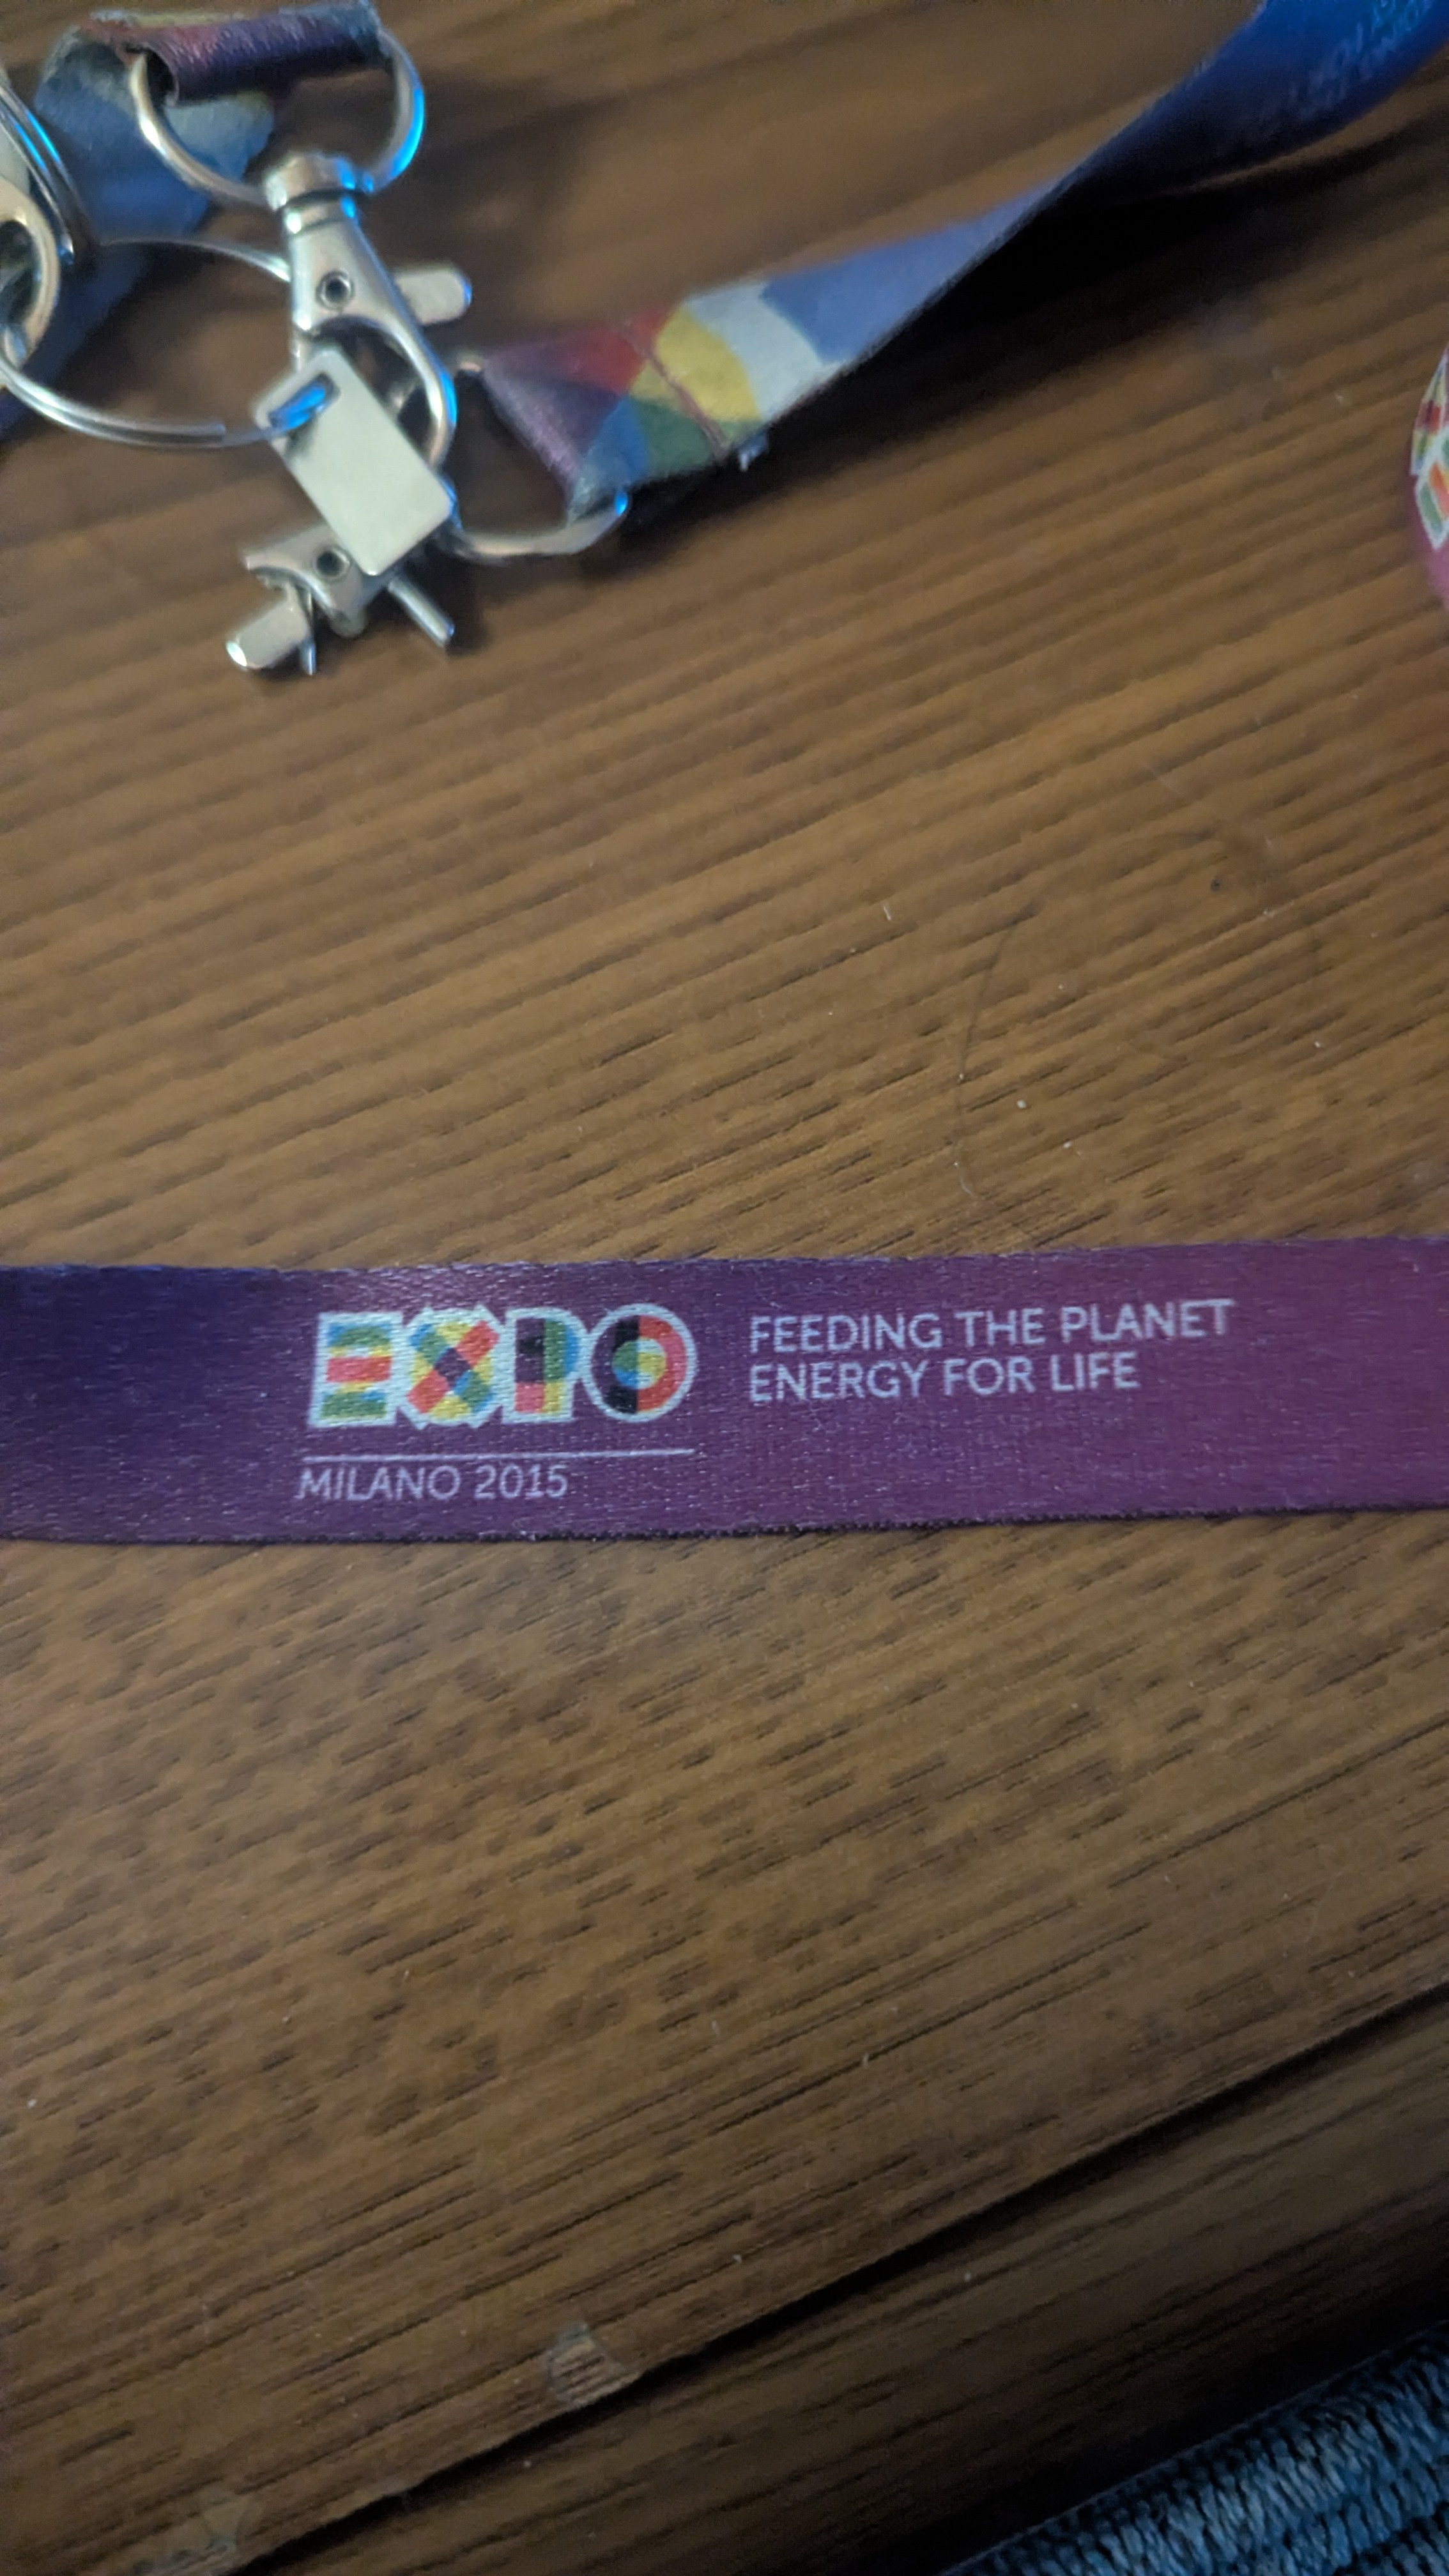 EXPO
MILANO 2015
FEEDING THE PLANET
ENERGY FOR LIFE